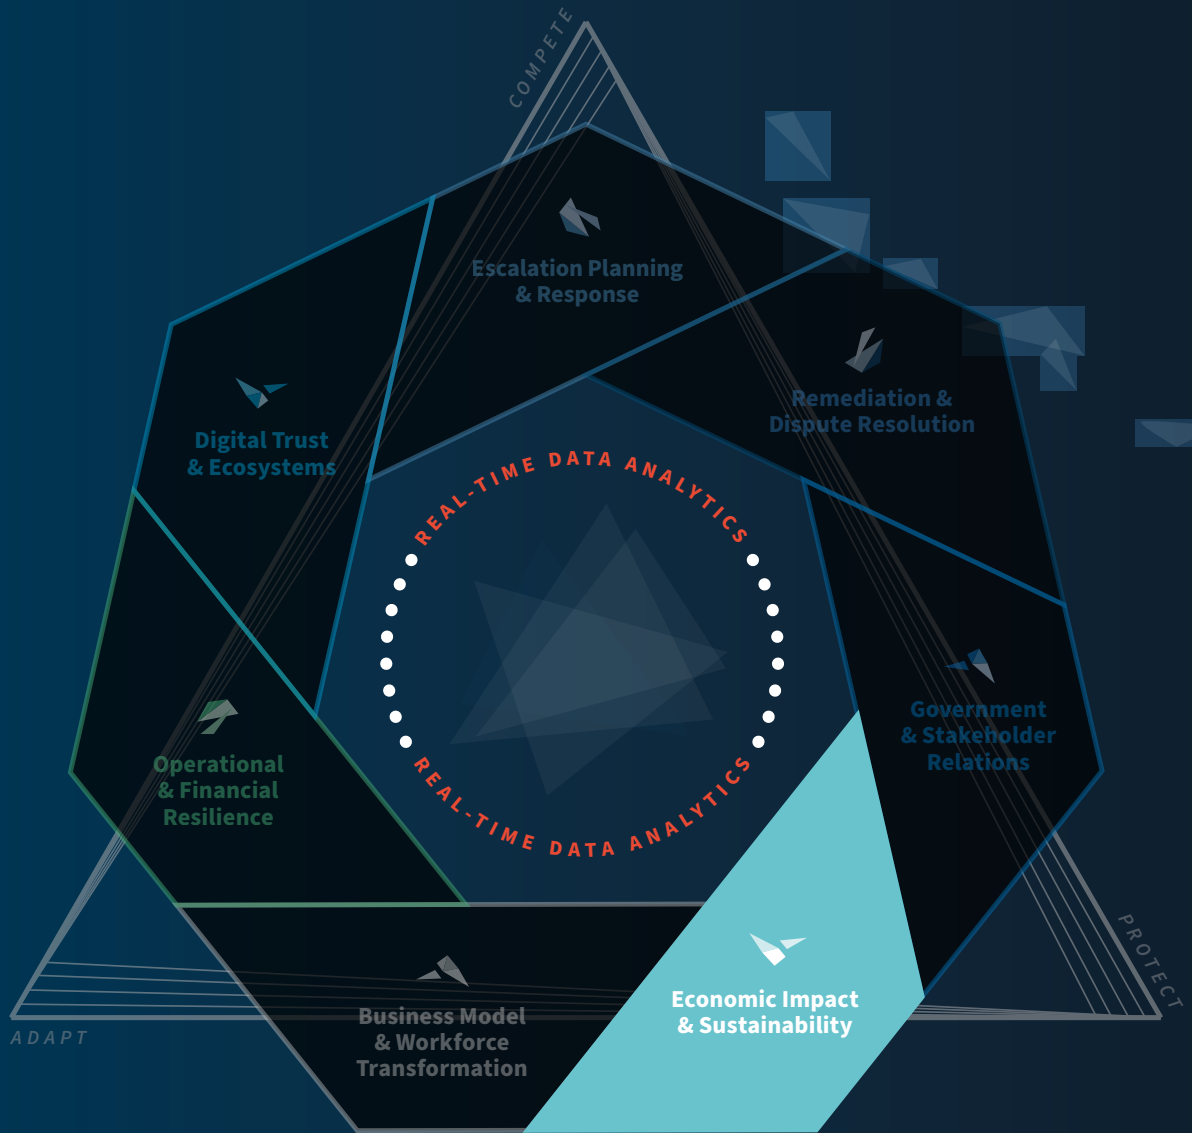 COMPETE
Escalation Planning
& Response
Remediation &
Dispute Resolution
Digital Trust
& Ecosystems
REAL-TIME DATA ANALYTICS
Government
& Stakeholder
Relations
Operational
& Financial
Resilience
REAL-TIME DATA ANALYTICS
PROTECT
Economic Impact
& Sustainability
Business Model
& Workforce
Transformation
ADAPT